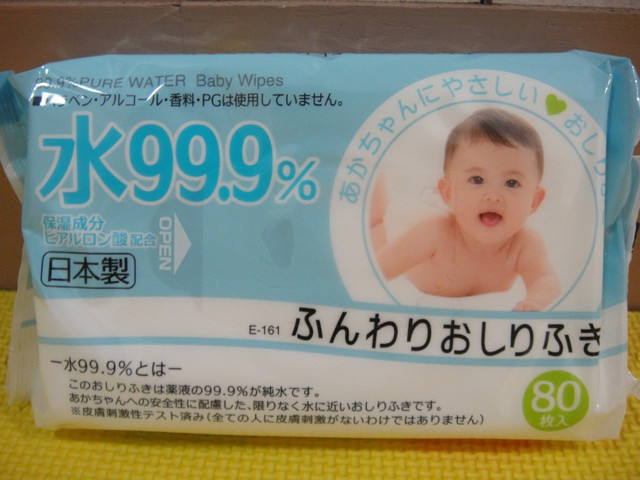 99.9% PURE WATER Baby Wipes
■パラベン・アルコール・香料・PGは使用していません。
水99.9%
あかちゃんにやさしい♥おしりふ
保湿成分
ヒアルロン酸配合
OPEN
日本製
E-161 ふんわりおしりふき
ー水99.9%とはー
このおしりふきは薬液の99.9%が純水です。
あかちゃんへの安全性に配慮した、限りなく水に近いおしりふきです。
※皮膚刺激性テスト済み(全ての人に皮膚刺激がないわけではありません)
80
枚入